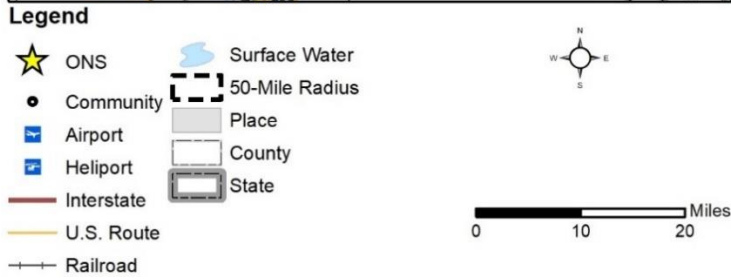 Legend
ONS
Community
Airport
Heliport
Interstate
U.S. Route
Railroad
Surface Water
50-Mile Radius
Place
County
State
N
W E
S
Miles
0 10 20